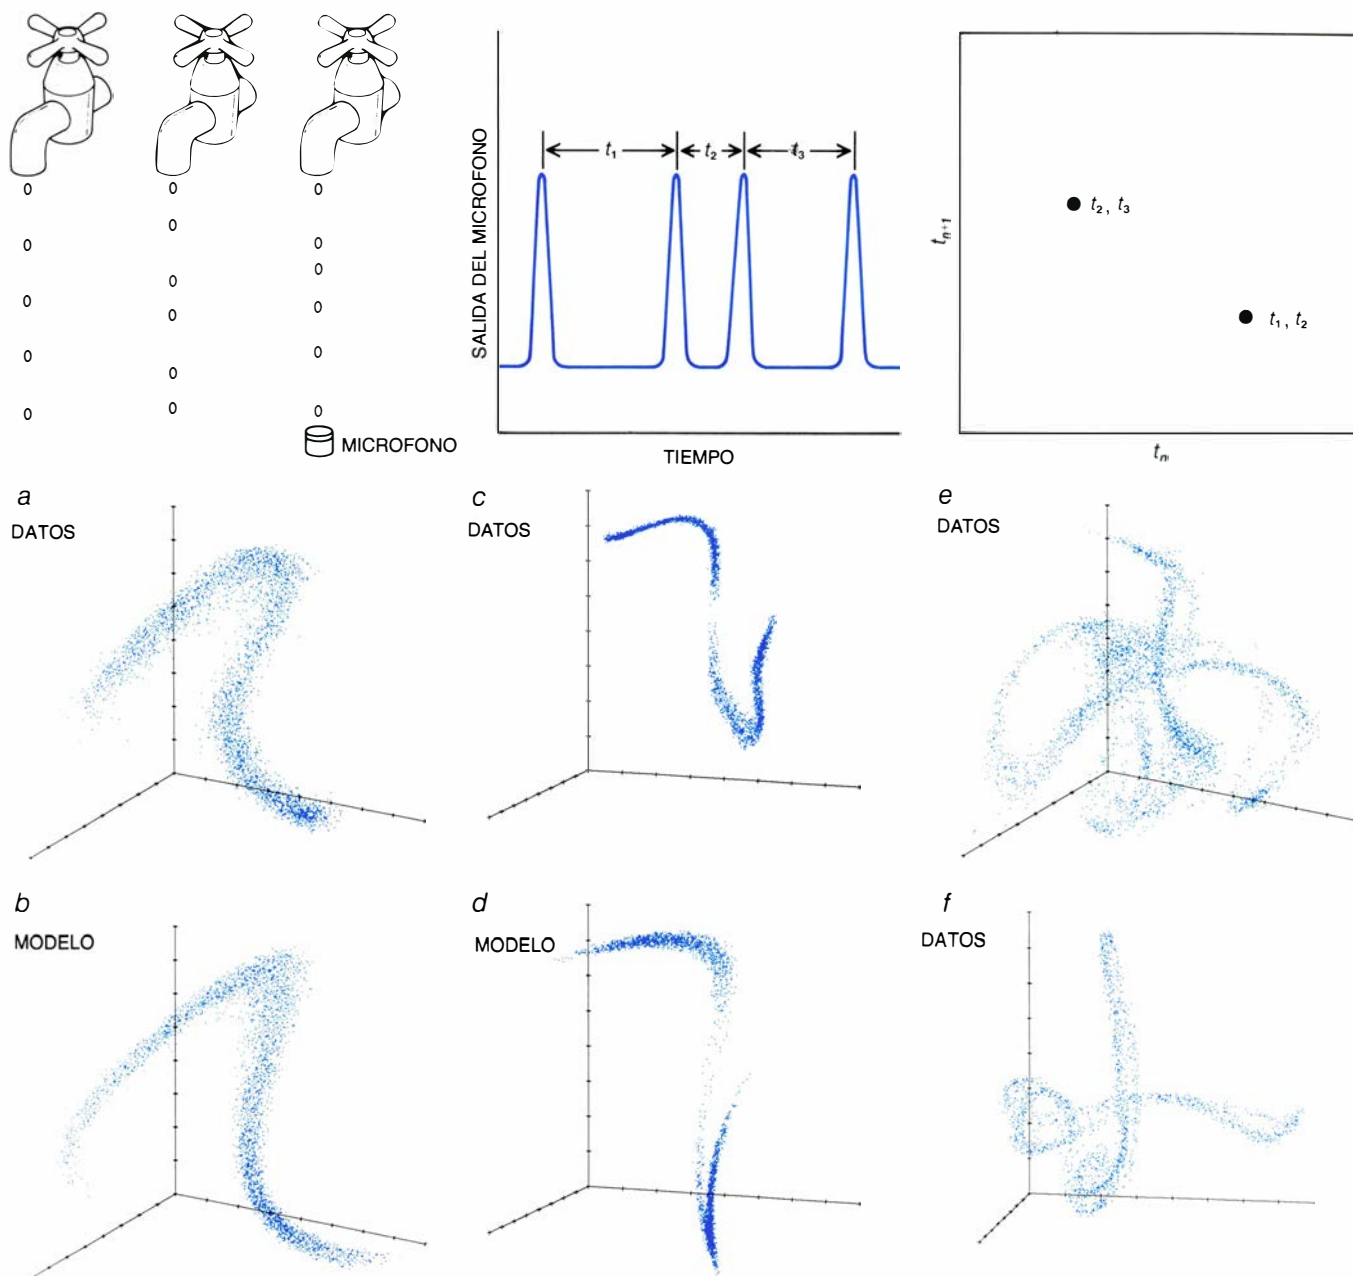 MICROFONO
SALIDA DEL MICROFONO
t₁
t₂
t₃
TIEMPO
tₙ₊₁
t₂, t₃
t₁, t₂
tₙ
a
DATOS
c
DATOS
e
DATOS
b
MODELO
d
MODELO
f
DATOS